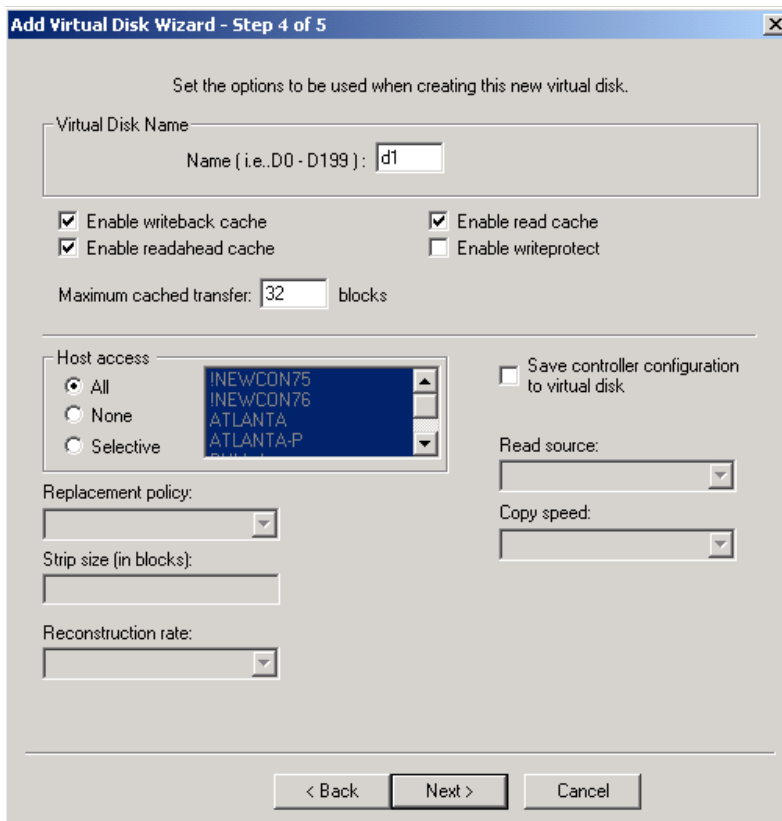 Add Virtual Disk Wizard - Step 4 of 5
Set the options to be used when creating this new virtual disk.
Virtual Disk Name
Name ( i.e..D0 - D199 ) : d1
Enable writeback cache
Enable read cache
Enable readahead cache
Enable writeprotect
Maximum cached transfer: 32 blocks
Host access
All
None
Selective
!NEWCON75
!NEWCON76
ATLANTA
ATLANTA-P
Save controller configuration
to virtual disk
Read source:
Replacement policy:
Copy speed:
Strip size (in blocks):
Reconstruction rate:
< Back
Next >
Cancel